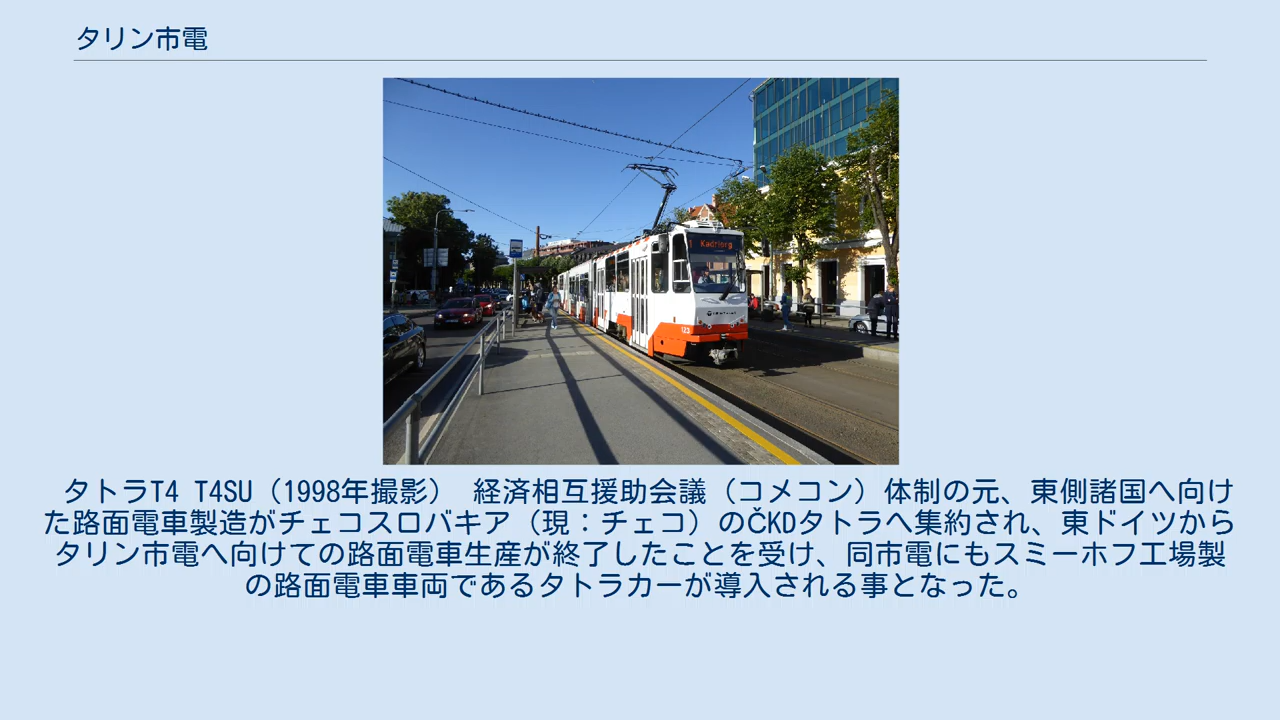 タリン市電
1 Kadriorg
123
タトラT4 T4SU（1998年撮影） 経済相互援助会議（コメコン）体制の元、東側諸国へ向け
た路面電車製造がチェコスロバキア（現：チェコ）のČKDタトラへ集約され、東ドイツから
タリン市電へ向けての路面電車生産が終了したことを受け、同市電にもスミーホフ工場製
の路面電車車両であるタトラカーが導入される事となった。